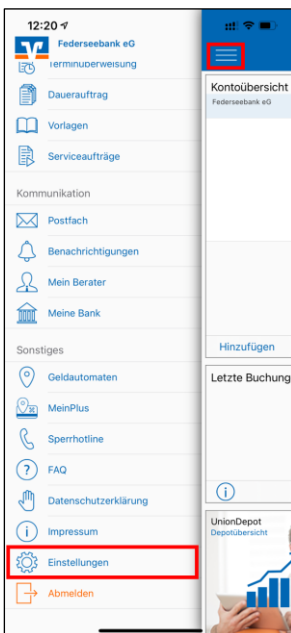 12:20
Federseebank eG
Terminüberweisung
Dauerauftrag
Vorlagen
Serviceaufträge
Kommunikation
Postfach
Benachrichtigungen
Mein Berater
Meine Bank
Sonstiges
Geldautomaten
MeinPlus
Sperrhotline
FAQ
Datenschutzerklärung
Impressum
Einstellungen
Abmelden
Kontoübersicht
Federseebank eG
Hinzufügen
Letzte Buchung
UnionDepot
Depotübersicht